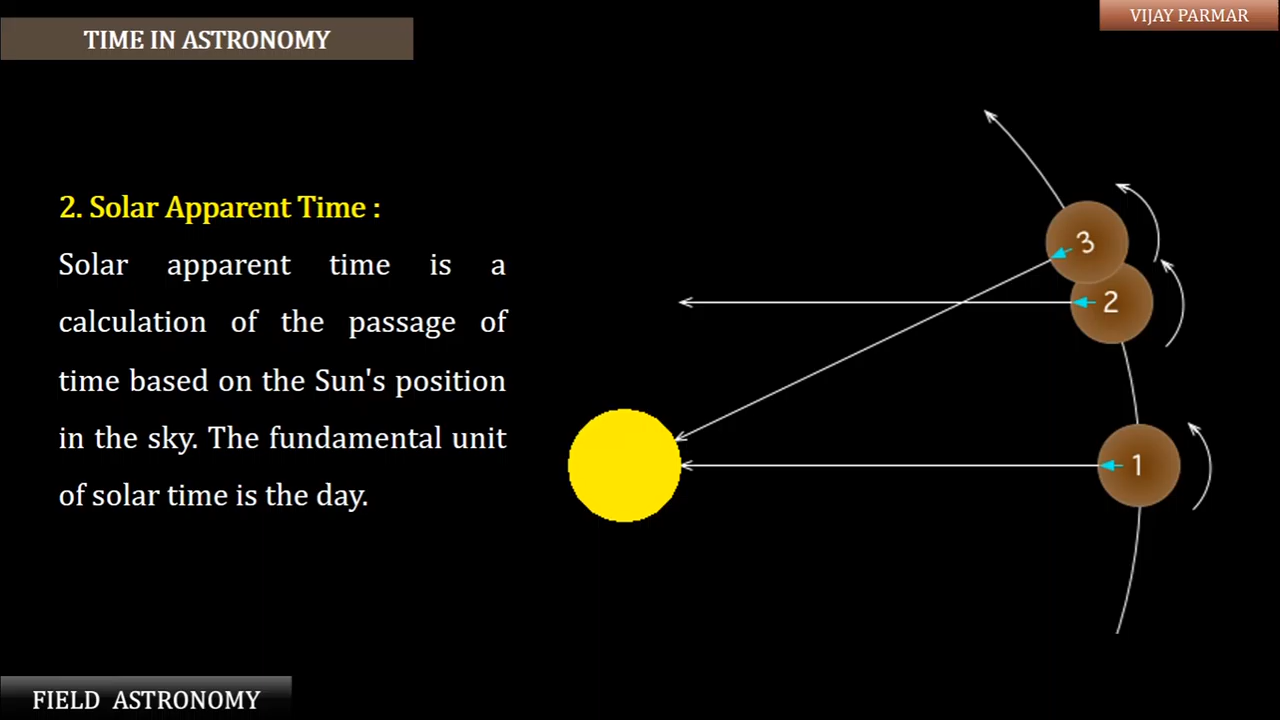 TIME IN ASTRONOMY
VIJAY PARMAR
2. Solar Apparent Time :
Solar apparent time is a
calculation of the passage of
time based on the Sun's position
in the sky. The fundamental unit
of solar time is the day.
3
2
1
FIELD ASTRONOMY